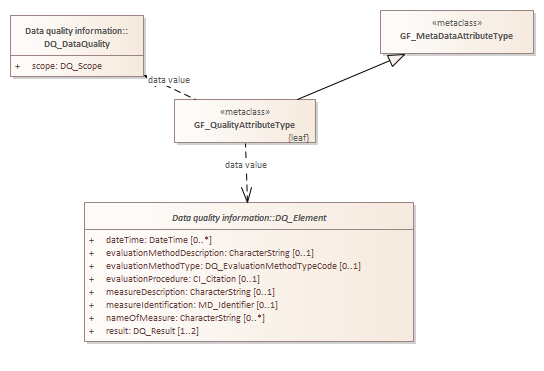 Data quality information::
DQ_DataQuality
+ scope: DQ_Scope
«metaclass»
GF_MetaDataAttributeType
data value
«metaclass»
GF_QualityAttributeType
{leaf}
data value
Data quality information::DQ_Element
+ dateTime: DateTime [0..*]
+ evaluationMethodDescription: CharacterString [0..1]
+ evaluationMethodType: DQ_EvaluationMethodTypeCode [0..1]
+ evaluationProcedure: CI_Citation [0..1]
+ measureDescription: CharacterString [0..1]
+ measureIdentification: MD_Identifier [0..1]
+ nameOfMeasure: CharacterString [0..*]
+ result: DQ_Result [1..2]